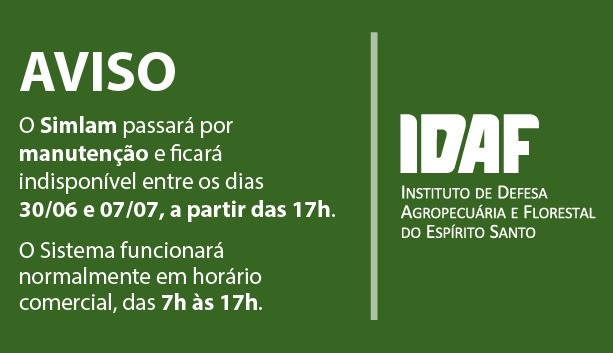 AVISO
O Simlam passará por
manutenção e ficará
indisponível entre os dias
30/06 e 07/07, a partir das 17h.
O Sistema funcionará
normalmente em horário
comercial, das 7h às 17h.
IDAF
INSTITUTO DE DEFESA
AGROPECUÁRIA E FLORESTAL
DO ESPÍRITO SANTO